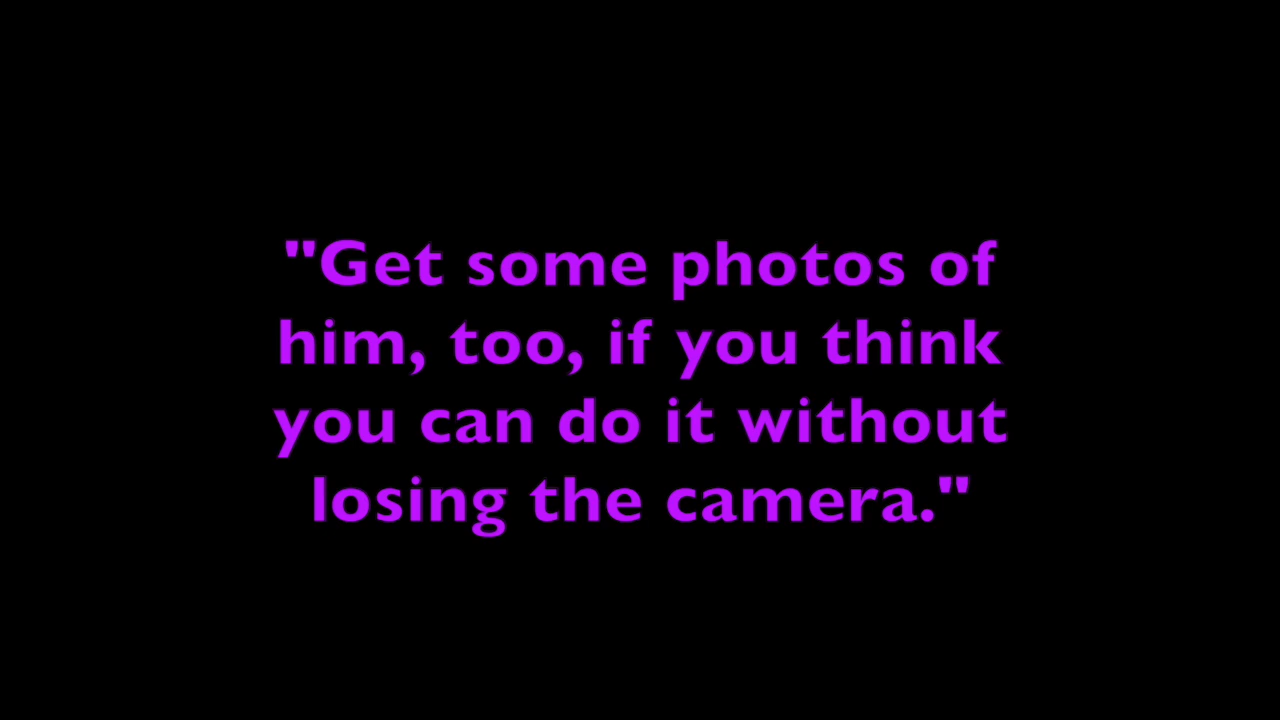 "Get some photos of
him, too, if you think
you can do it without
losing the camera."